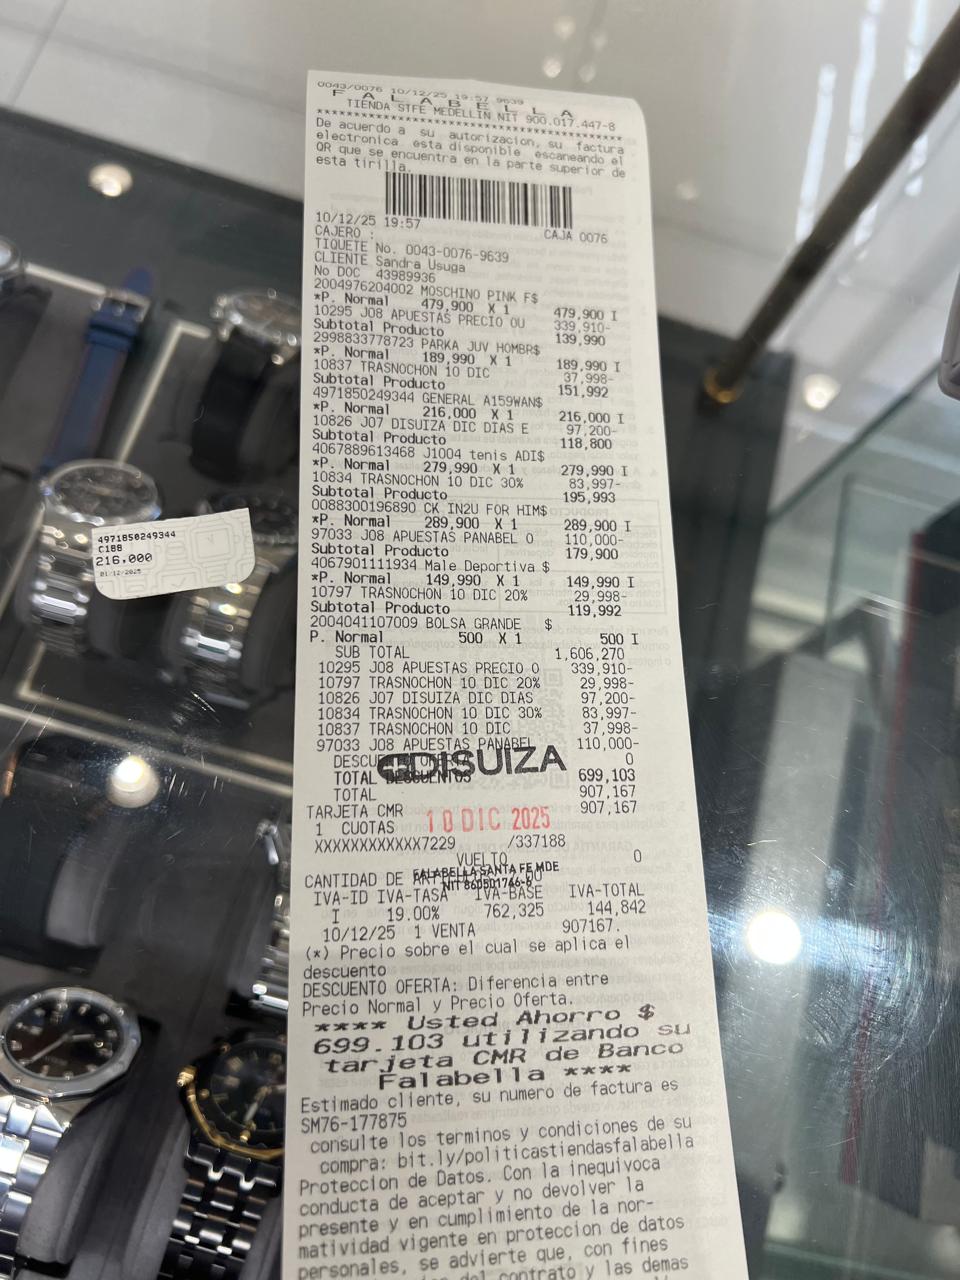 0043/0076 10/12/25 19:57 9639
F A L A B E L L A
TIENDA STFE MEDELLIN NIT 900.017.447-8
****************************************
De acuerdo a su autorizacion, su factura
electronica esta disponible escaneando el
QR que se encuentra en la parte superior de
esta tirilla.
10/12/25 19:57
CAJERO : CAJA 0076
TIQUETE No. 0043-0076-9639
CLIENTE Sandra Usuga
No DOC 43989936
2004976204002 MOSCHINO PINK F$
*P. Normal 479,900 X 1 479,900 I
10295 J08 APUESTAS PRECIO OU 339,910-
Subtotal Producto 139,990
2998833778723 PARKA JUV HOMBR$
*P. Normal 189,990 X 1 189,990 I
10837 TRASNOCHON 10 DIC 37,998-
Subtotal Producto 151,992
4971850249344 GENERAL A159WAN$
*P. Normal 216,000 X 1 216,000 I
10826 J07 DISUIZA DIC DIAS E 97,200-
Subtotal Producto 118,800
4067889613468 J1004 tenis ADI$
*P. Normal 279,990 X 1 279,990 I
10834 TRASNOCHON 10 DIC 30% 83,997-
Subtotal Producto 195,993
0088300196890 CK IN2U FOR HIM$
*P. Normal 289,900 X 1 289,900 I
97033 J08 APUESTAS PANABEL O 110,000-
Subtotal Producto 179,900
4067901111934 Male Deportiva $
*P. Normal 149,990 X 1 149,990 I
10797 TRASNOCHON 10 DIC 20% 29,998-
Subtotal Producto 119,992
2004041107009 BOLSA GRANDE $
P. Normal 500 X 1 500 I
SUB TOTAL 1,606,270
10295 J08 APUESTAS PRECIO O 339,910-
10797 TRASNOCHON 10 DIC 20% 29,998-
10826 J07 DISUIZA DIC DIAS 97,200-
10834 TRASNOCHON 10 DIC 30% 83,997-
10837 TRASNOCHON 10 DIC 37,998-
97033 J08 APUESTAS PANABEL 110,000-
0
DISUIZA
TOTAL DESCUENTOS 699,103
TOTAL 907,167
TARJETA CMR 907,167
1 CUOTAS
10 DIC 2025
XXXXXXXXXXXX7229 /337188
VUELTO 0
FALABELLA SANTA FE MDE
CANTIDAD DE
NIT 860501746-8
IVA-ID IVA-TASA IVA-BASE IVA-TOTAL
I 19.00% 762,325 144,842
10/12/25 1 VENTA 907167.
(*) Precio sobre el cual se aplica el
descuento
DESCUENTO OFERTA: Diferencia entre
Precio Normal y Precio Oferta.
**** Usted Ahorro $
699.103 utilizando su
tarjeta CMR de Banco
Falabella ****
Estimado cliente, su numero de factura es
SM76-177875
consulte los terminos y condiciones de su
compra: bit.ly/politicastiendasfalabella
Proteccion de Datos. Con la inequivoca
conducta de aceptar y no devolver la
presente y en cumplimiento de la nor-
matividad vigente en proteccion de datos
personales, se advierte que, con fines
del contrato y las demas
4971850249344
C18B
216,000
01/12/2025